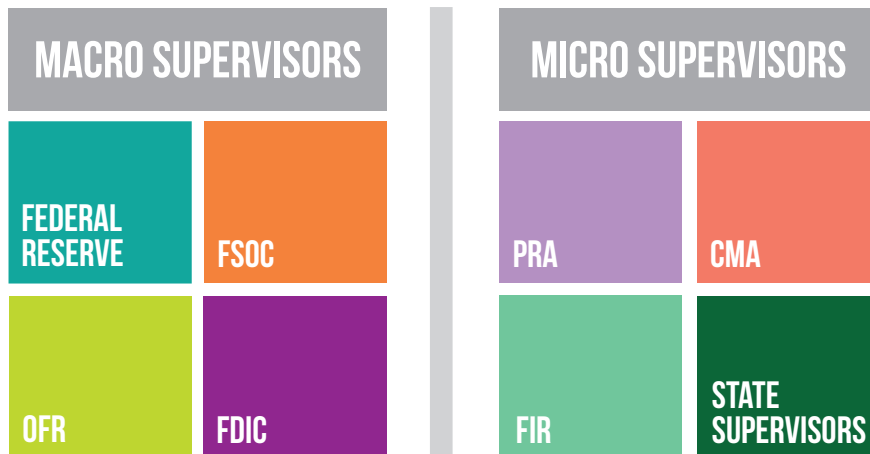 MACRO SUPERVISORS
MICRO SUPERVISORS
FEDERAL
RESERVE
FSOC
PRA
CMA
OFR
FDIC
FIR
STATE
SUPERVISORS